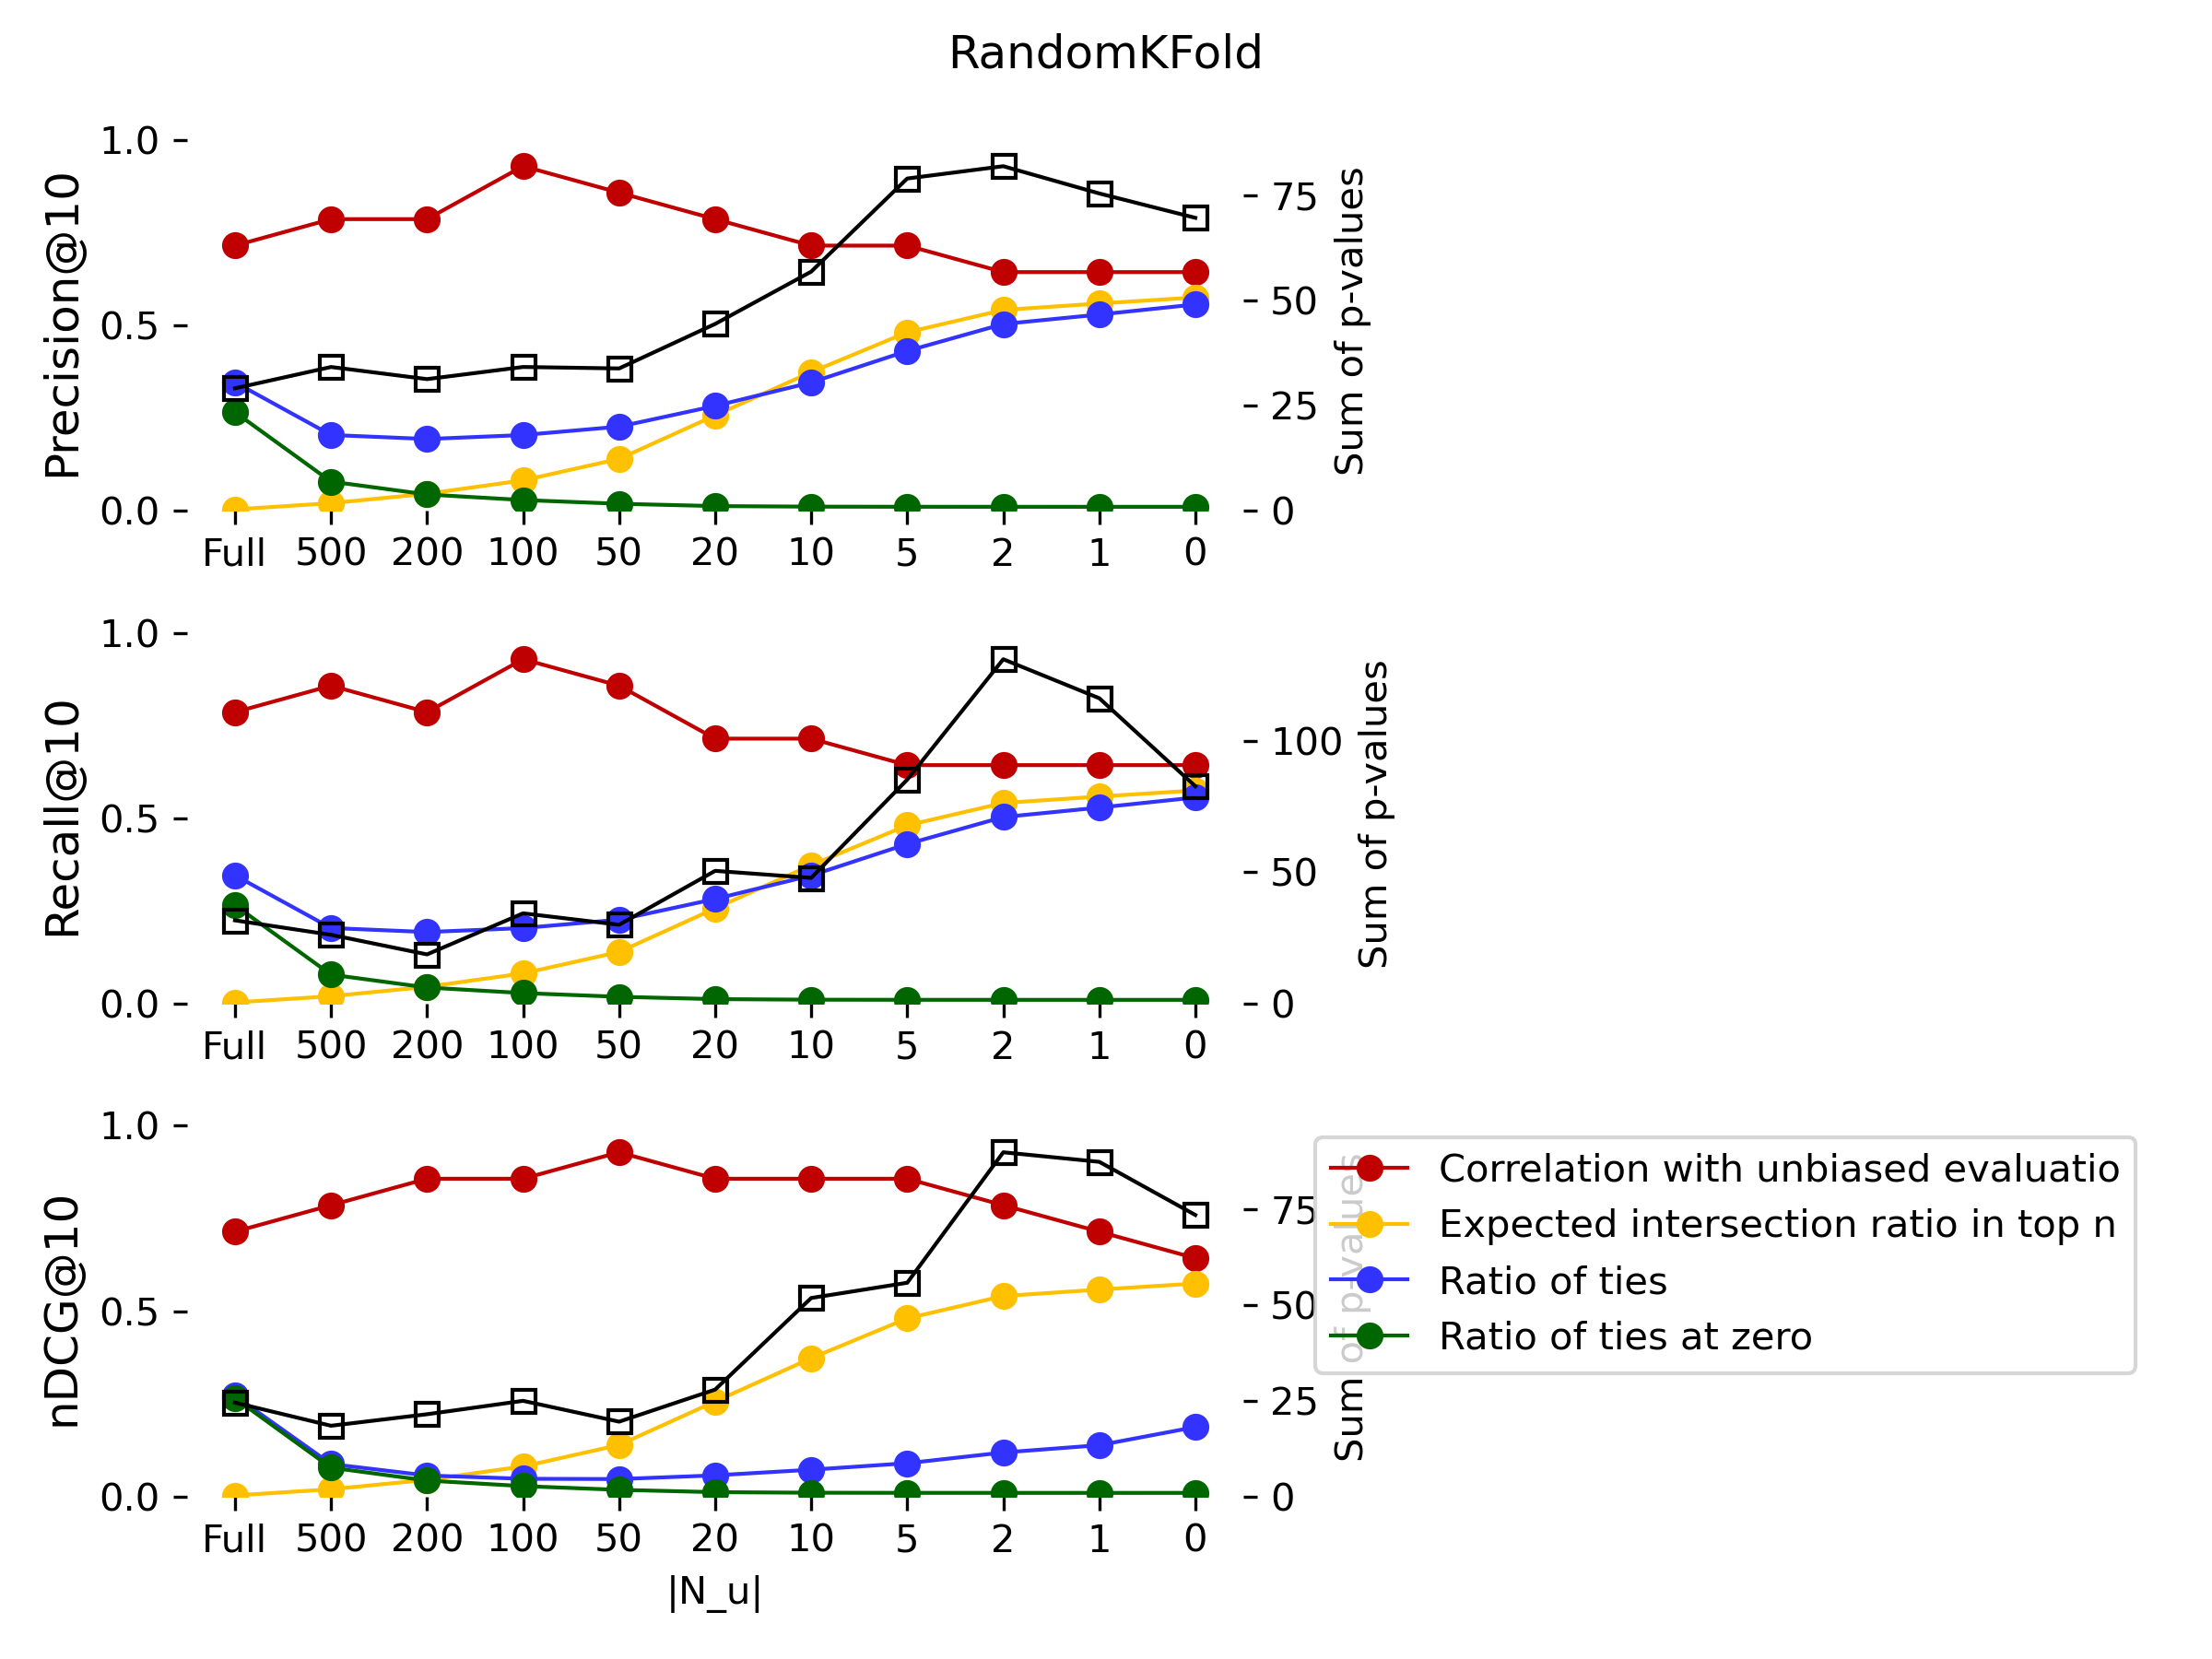 RandomKFold
Precision@10
1.0
0.5
0.0
Full 500 200 100 50 20 10 5 2 1 0
75
50
25
0
Sum of p-values
Recall@10
1.0
0.5
0.0
Full 500 200 100 50 20 10 5 2 1 0
100
50
0
Sum of p-values
nDCG@10
1.0
0.5
0.0
Full 500 200 100 50 20 10 5 2 1 0
|N_u|
75
50
25
0
Sum of p-values
Correlation with unbiased evaluatio
Expected intersection ratio in top n
Ratio of ties
Ratio of ties at zero